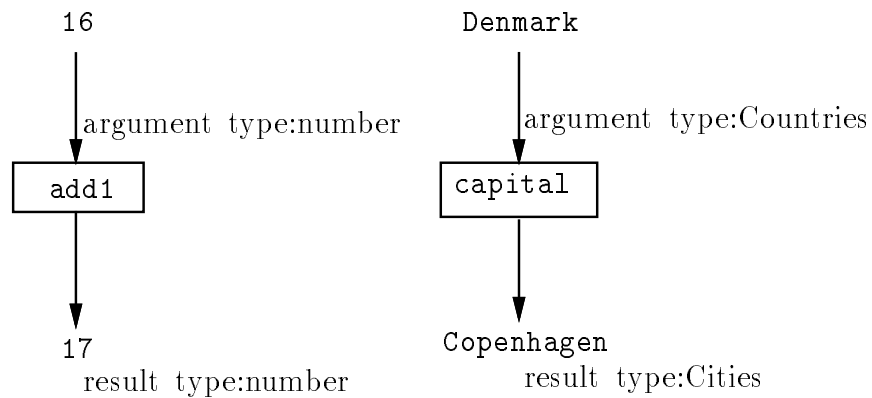 16
argument type:number
add1
17
result type:number
Denmark
argument type:Countries
capital
Copenhagen
result type:Cities